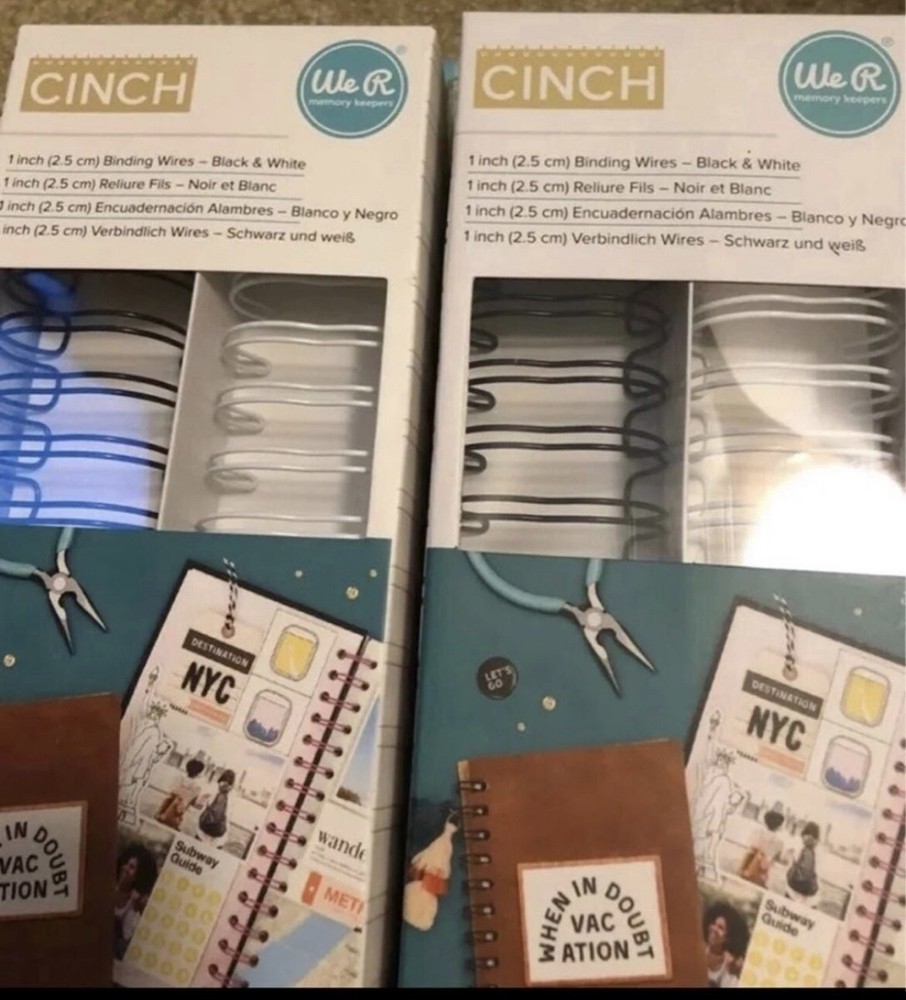 CINCH
We R
memory keepers
1 inch (2.5 cm) Binding Wires – Black & White
1 inch (2.5 cm) Reliure Fils – Noir et Blanc
1 inch (2.5 cm) Encuadernación Alambres – Blanco y Negro
inch (2.5 cm) Verbindlich Wires – Schwarz und weiß
DESTINATION
NYC
IN DOUBT
VAC
TION
Subway
Guide
wande
METR
CINCH
We R
memory keepers
1 inch (2.5 cm) Binding Wires – Black & White
1 inch (2.5 cm) Reliure Fils – Noir et Blanc
1 inch (2.5 cm) Encuadernación Alambres – Blanco y Negro
1 inch (2.5 cm) Verbindlich Wires – Schwarz und weiß
LET'S
GO
DESTINATION
NYC
WHEN IN DOUBT
VAC
ATION
Subway
Guide